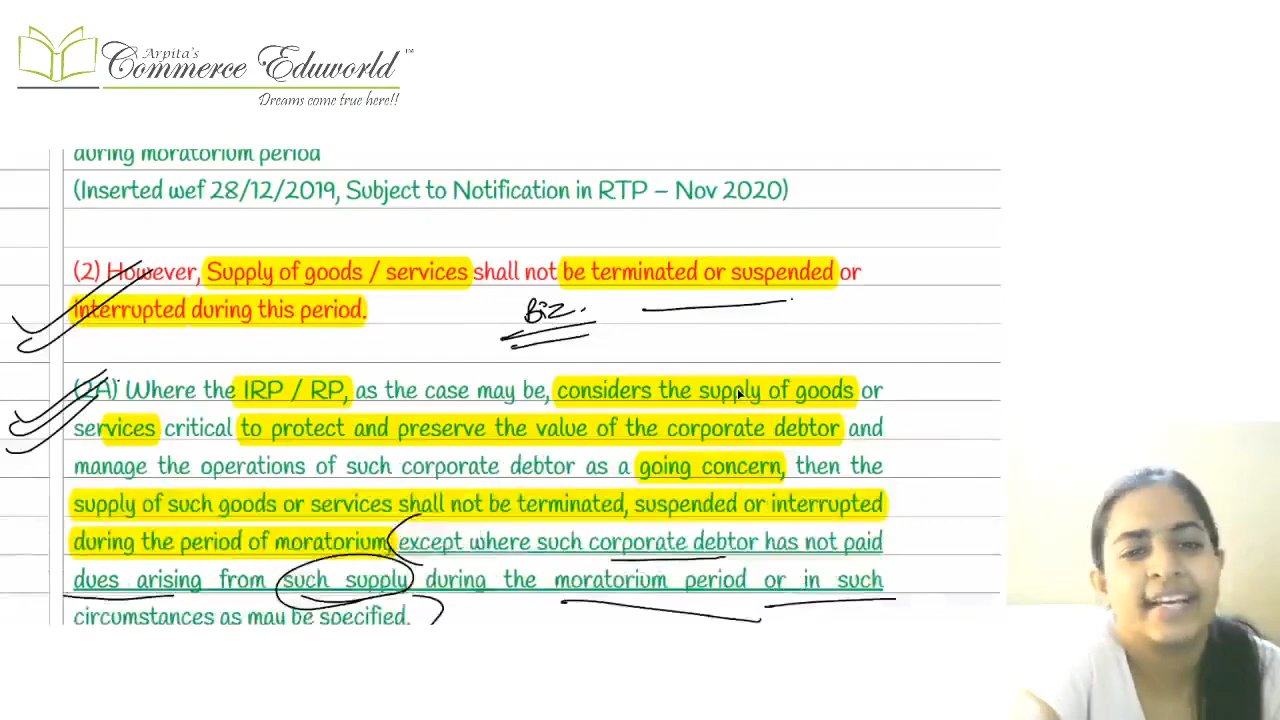 Arpita's
Commerce Eduworld™
Dreams come true here!!
during moratorium period
(Inserted wef 28/12/2019, Subject to Notification in RTP – Nov 2020)
(2) However, Supply of goods / services shall not be terminated or suspended or
interrupted during this period.
Biz.
(2A) Where the IRP / RP, as the case may be, considers the supply of goods or
services critical to protect and preserve the value of the corporate debtor and
manage the operations of such corporate debtor as a going concern, then the
supply of such goods or services shall not be terminated, suspended or interrupted
during the period of moratorium, except where such corporate debtor has not paid
dues arising from such supply during the moratorium period or in such
circumstances as may be specified.